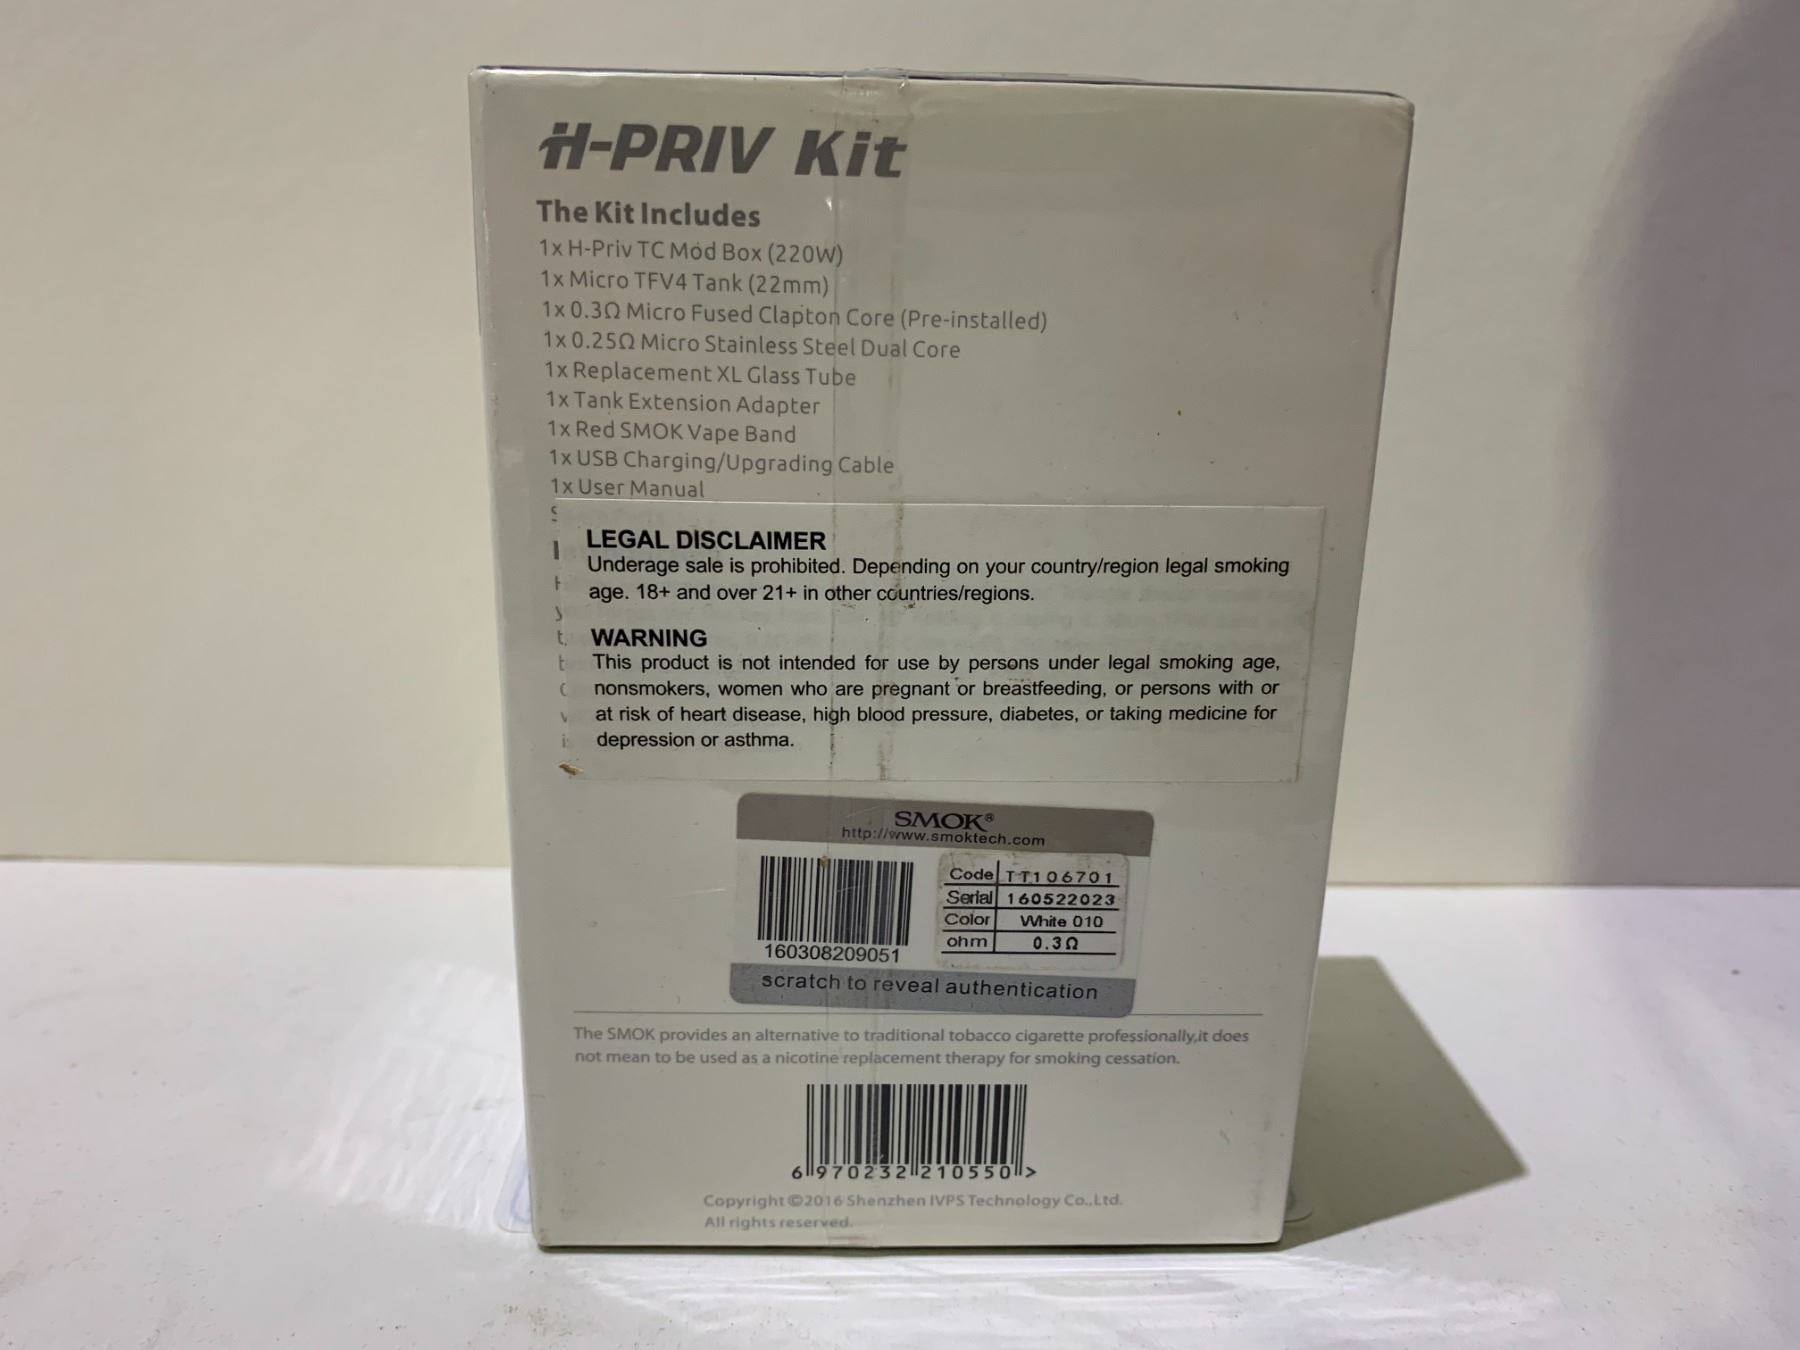 H-PRIV Kit
The Kit Includes
1x H-Priv TC Mod Box (220W)
1x Micro TFV4 Tank (22mm)
1x 0.3Ω Micro Fused Clapton Core (Pre-installed)
1x 0.25Ω Micro Stainless Steel Dual Core
1x Replacement XL Glass Tube
1x Tank Extension Adapter
1x Red SMOK Vape Band
1x USB Charging/Upgrading Cable
1x User Manual
LEGAL DISCLAIMER
Underage sale is prohibited. Depending on your country/region legal smoking
age. 18+ and over 21+ in other countries/regions.
WARNING
This product is not intended for use by persons under legal smoking age,
nonsmokers, women who are pregnant or breastfeeding, or persons with or
at risk of heart disease, high blood pressure, diabetes, or taking medicine for
depression or asthma.
SMOK®
http://www.smoktech.com
Code TT106701
Serial 160522023
Color White 010
ohm 0.3Ω
160308209051
scratch to reveal authentication
The SMOK provides an alternative to traditional tobacco cigarette professionally,it does
not mean to be used as a nicotine replacement therapy for smoking cessation.
6 970232 210550 >
Copyright ©2016 Shenzhen IVPS Technology Co.,Ltd.
All rights reserved.